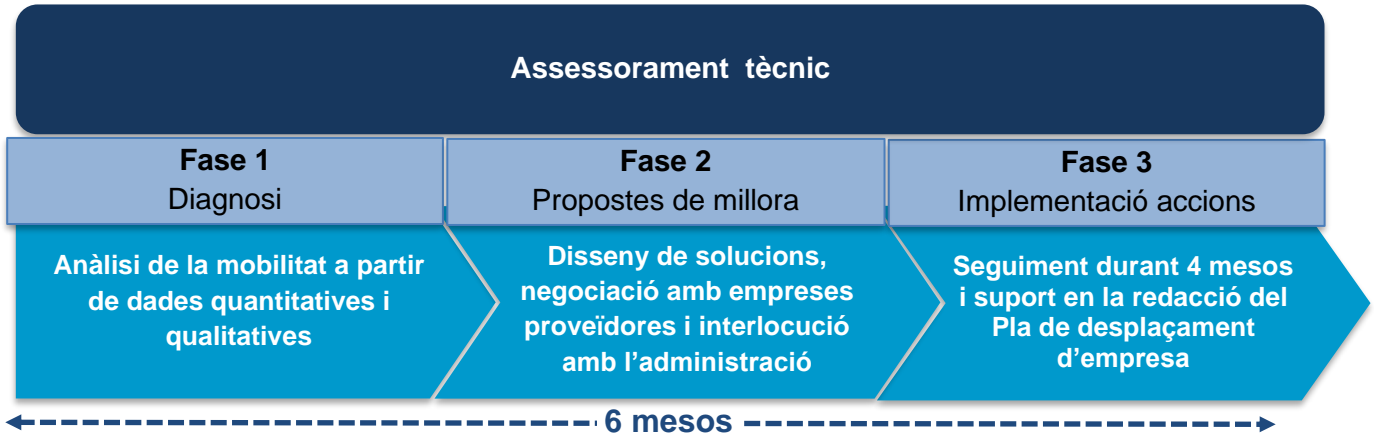 Assessorament tècnic
Fase 1
Diagnosi
Anàlisi de la mobilitat a partir
de dades quantitatives i
qualitatives
Fase 2
Propostes de millora
Disseny de solucions,
negociació amb empreses
proveïdores i interlocució
amb l’administració
Fase 3
Implementació accions
Seguiment durant 4 mesos
i suport en la redacció del
Pla de desplaçament
d’empresa
6 mesos